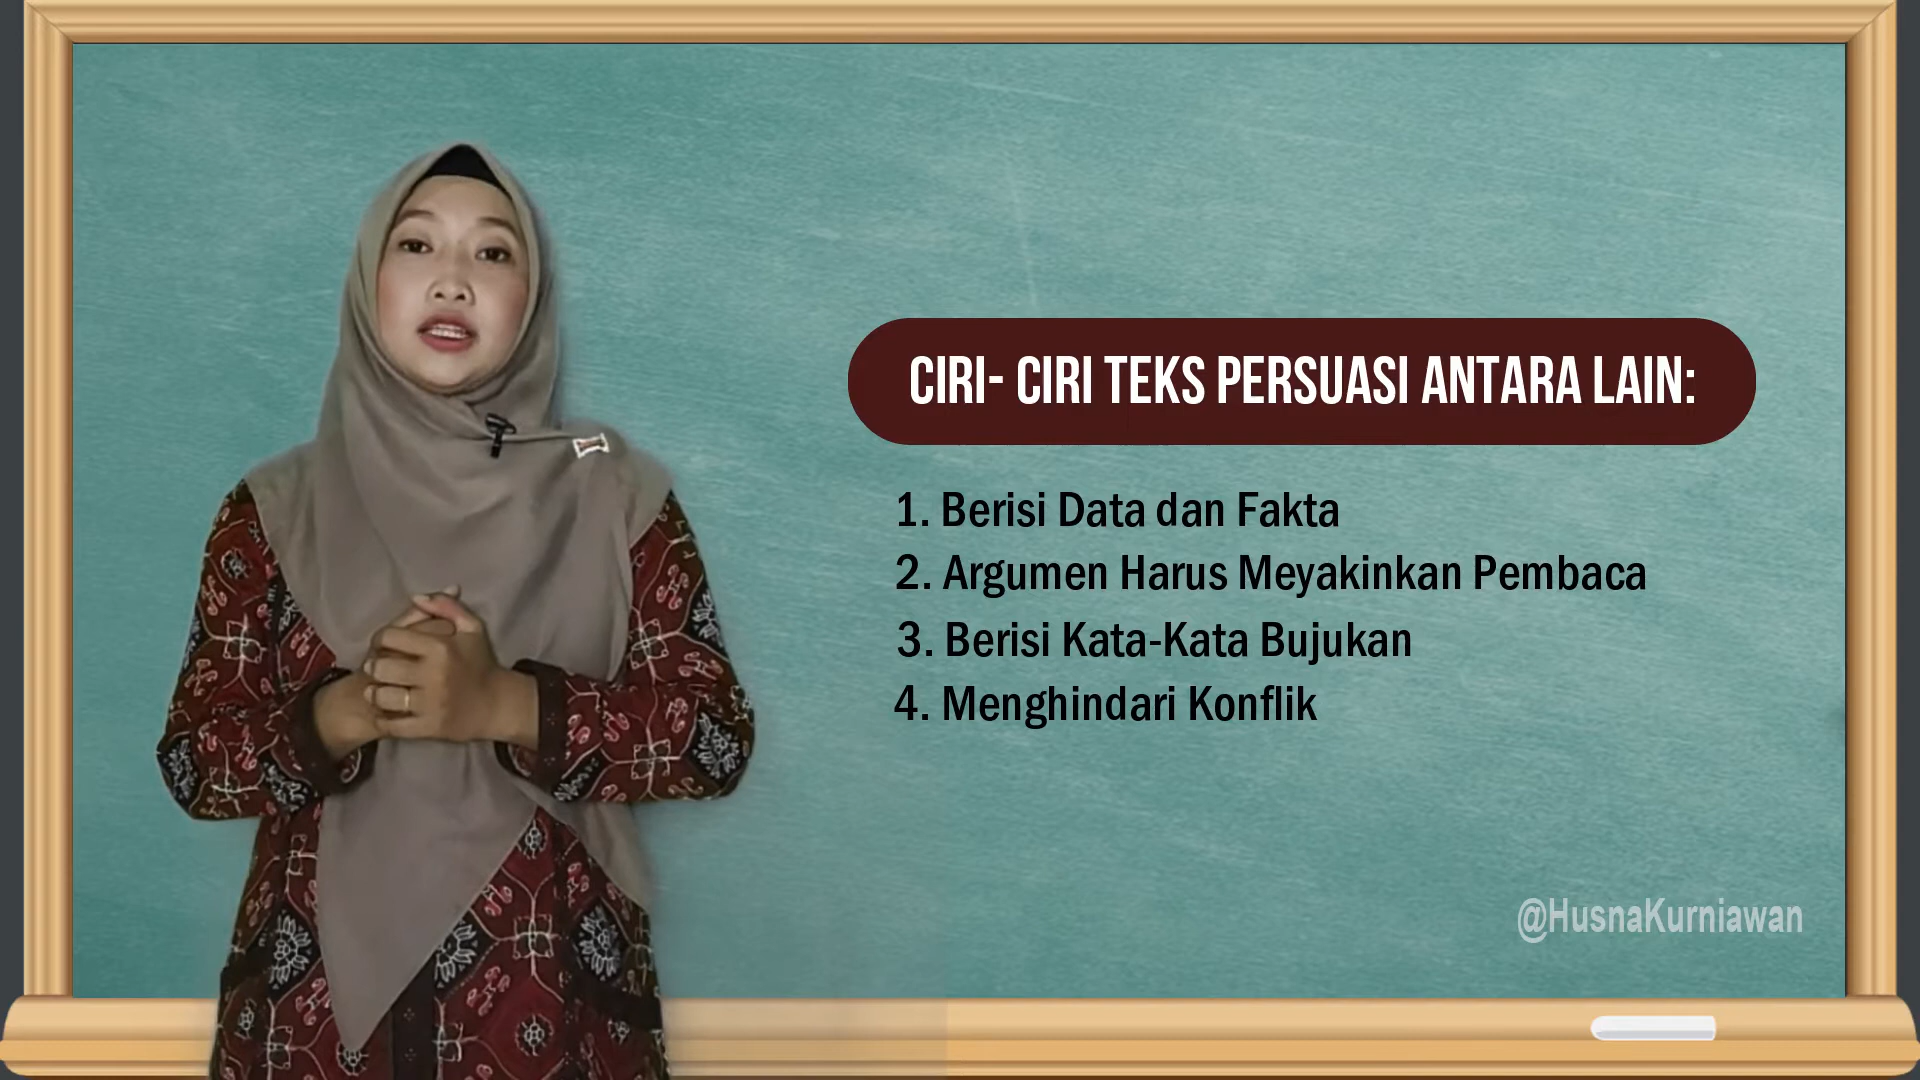 CIRI- CIRI TEKS PERSUASI ANTARA LAIN:
1. Berisi Data dan Fakta
2. Argumen Harus Meyakinkan Pembaca
3. Berisi Kata-Kata Bujukan
4. Menghindari Konflik
@HusnaKurniawan